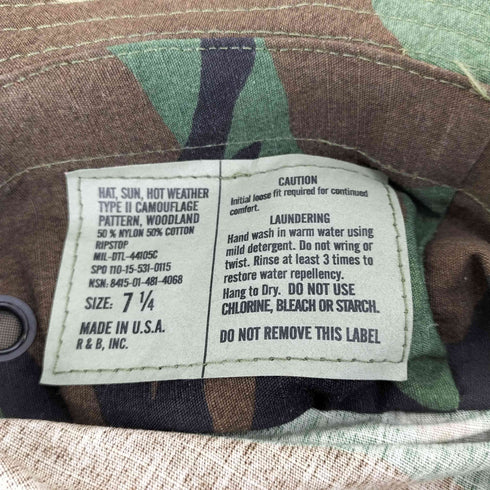 HAT, SUN, HOT WEATHER
TYPE II CAMOUFLAGE
PATTERN, WOODLAND
50 % NYLON 50% COTTON
RIPSTOP
MIL-DTL-44105C
SPO 110-15-531-0115
NSN: 8415-01-481-4068
SIZE: 7 1/4
MADE IN U.S.A.
R & B, INC.
CAUTION
Initial loose fit required for continued
comfort.
LAUNDERING
Hand wash in warm water using
mild detergent. Do not wring or
twist. Rinse at least 3 times to
restore water repellency.
Hang to Dry. DO NOT USE
CHLORINE, BLEACH OR STARCH.
DO NOT REMOVE THIS LABEL